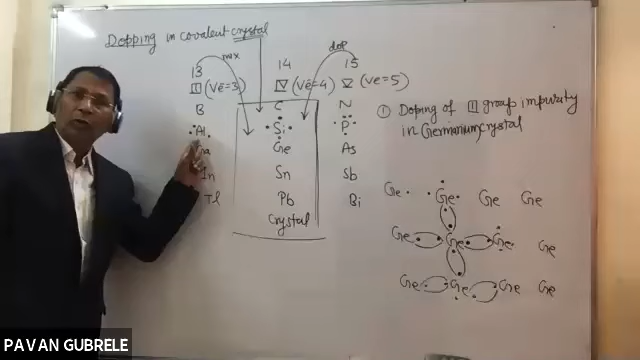 Doping in covalent crystal
mix
dop
13 14 15
III (ve=3) IV (ve=4) V (ve=5)
B C N
Al Si P
Ga Ge As
In Sn Sb
Tl Pb Bi
crystal
① Doping of III group impurity
in Germanium crystal
Ge Ge Ge Ge
Ge Ge Ge Ge
Ge Ge Ge Ge
PAVAN GUBRELE